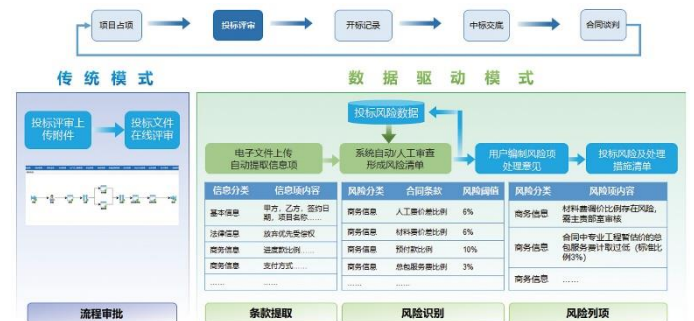 项目占项
投标评审
开标记录
中标交底
合同谈判
传统模式
数据驱动模式
投标评审上
传附件
投标文件
在线评审
投标风险数据
电子文件上传
自动提取信息项
系统自动/人工审查
形成风险清单
用户编制风险项
处理意见
投标风险及处理
措施清单
信息分类 信息项内容
基本信息 甲方、乙方、签约日
期、项目名称……
法律信息 放弃优先受偿权
商务信息 进度款比例……
商务信息 支付方式……
…… ……
风险分类 合同条款 风险阈值
商务信息 人工费价差比例 6%
商务信息 材料费价差比例 6%
商务信息 预付款比例 10%
商务信息 总包服务费比例 3%
…… ……
风险分类 风险项内容
商务信息 材料费调价比例存在风险,
需主责部室审核
商务信息 合同中专业工程暂估价的总
包服务费计取过低（标准比
例3%）
商务信息 ……
流程审批
条款提取
风险识别
风险列项